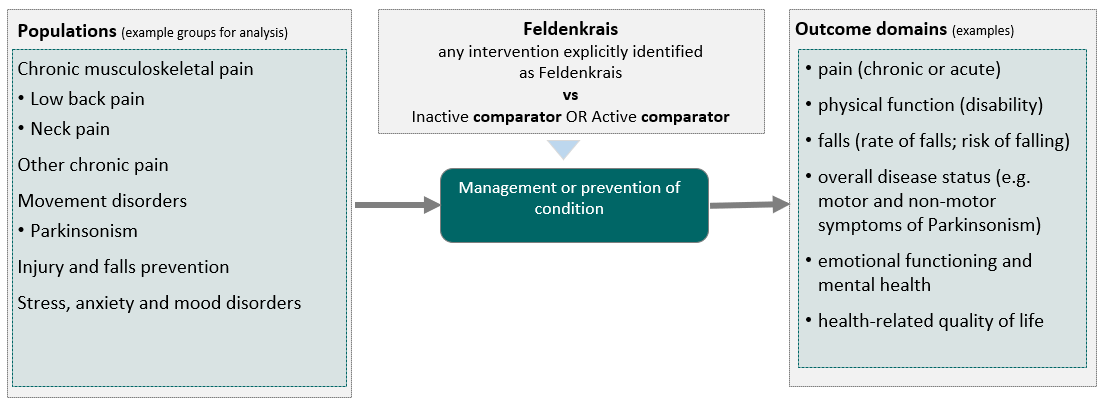 Populations (example groups for analysis)
Chronic musculoskeletal pain
• Low back pain
• Neck pain
Other chronic pain
Movement disorders
• Parkinsonism
Injury and falls prevention
Stress, anxiety and mood disorders
Feldenkrais
any intervention explicitly identified
as Feldenkrais
vs
Inactive comparator OR Active comparator
Management or prevention of
condition
Outcome domains (examples)
• pain (chronic or acute)
• physical function (disability)
• falls (rate of falls; risk of falling)
• overall disease status (e.g.
motor and non-motor
symptoms of Parkinsonism)
• emotional functioning and
mental health
• health-related quality of life